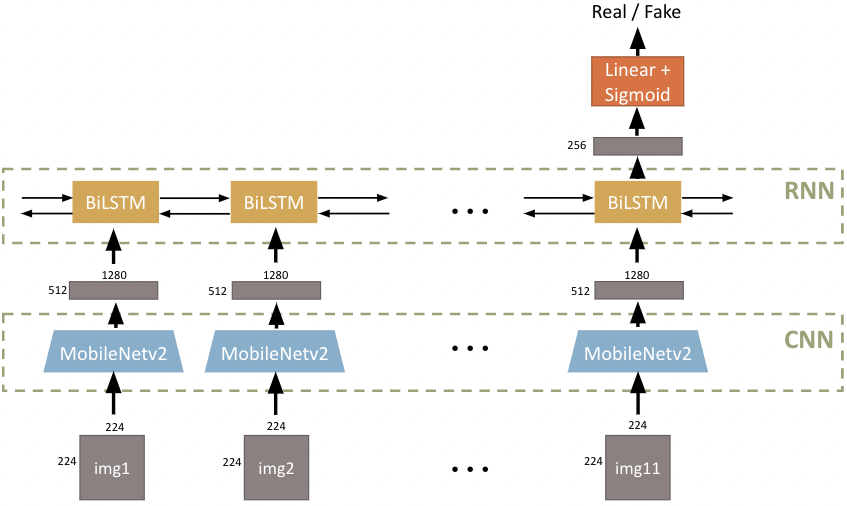 Real / Fake
Linear +
Sigmoid
256
RNN
BiLSTM
BiLSTM
...
BiLSTM
1280
1280
1280
512
512
512
CNN
MobileNetv2
MobileNetv2
...
MobileNetv2
224
224
224
224
img1
224
img2
...
224
img11